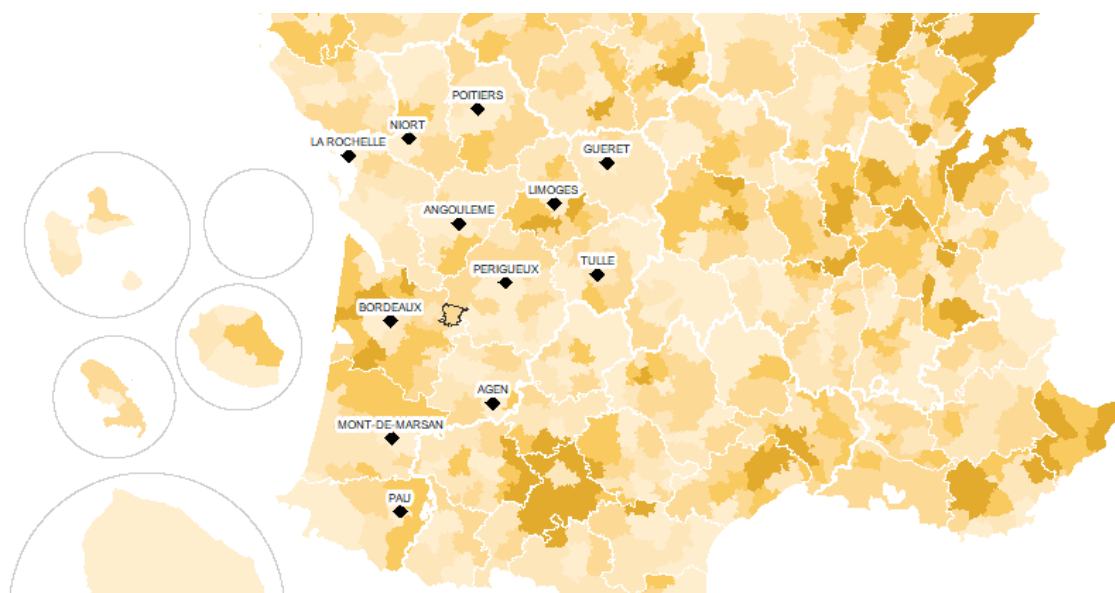 POITIERS
NIORT
LA ROCHELLE
GUERET
LIMOGES
ANGOULEME
PERIGUEUX
TULLE
BORDEAUX
AGEN
MONT-DE-MARSAN
PAU